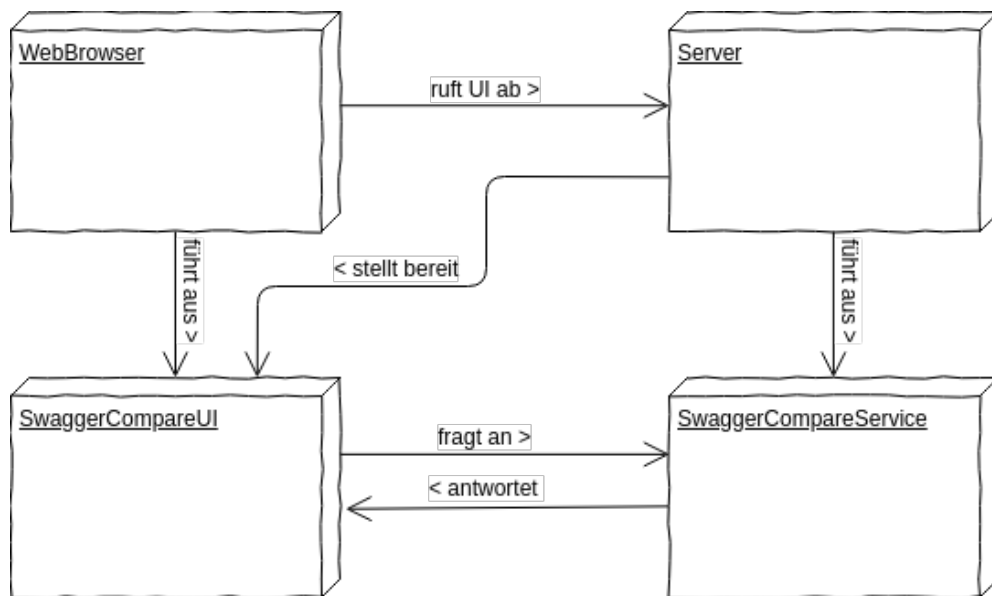 WebBrowser
Server
ruft UI ab >
führt aus >
< stellt bereit
führt aus >
SwaggerCompareUI
SwaggerCompareService
fragt an >
< antwortet